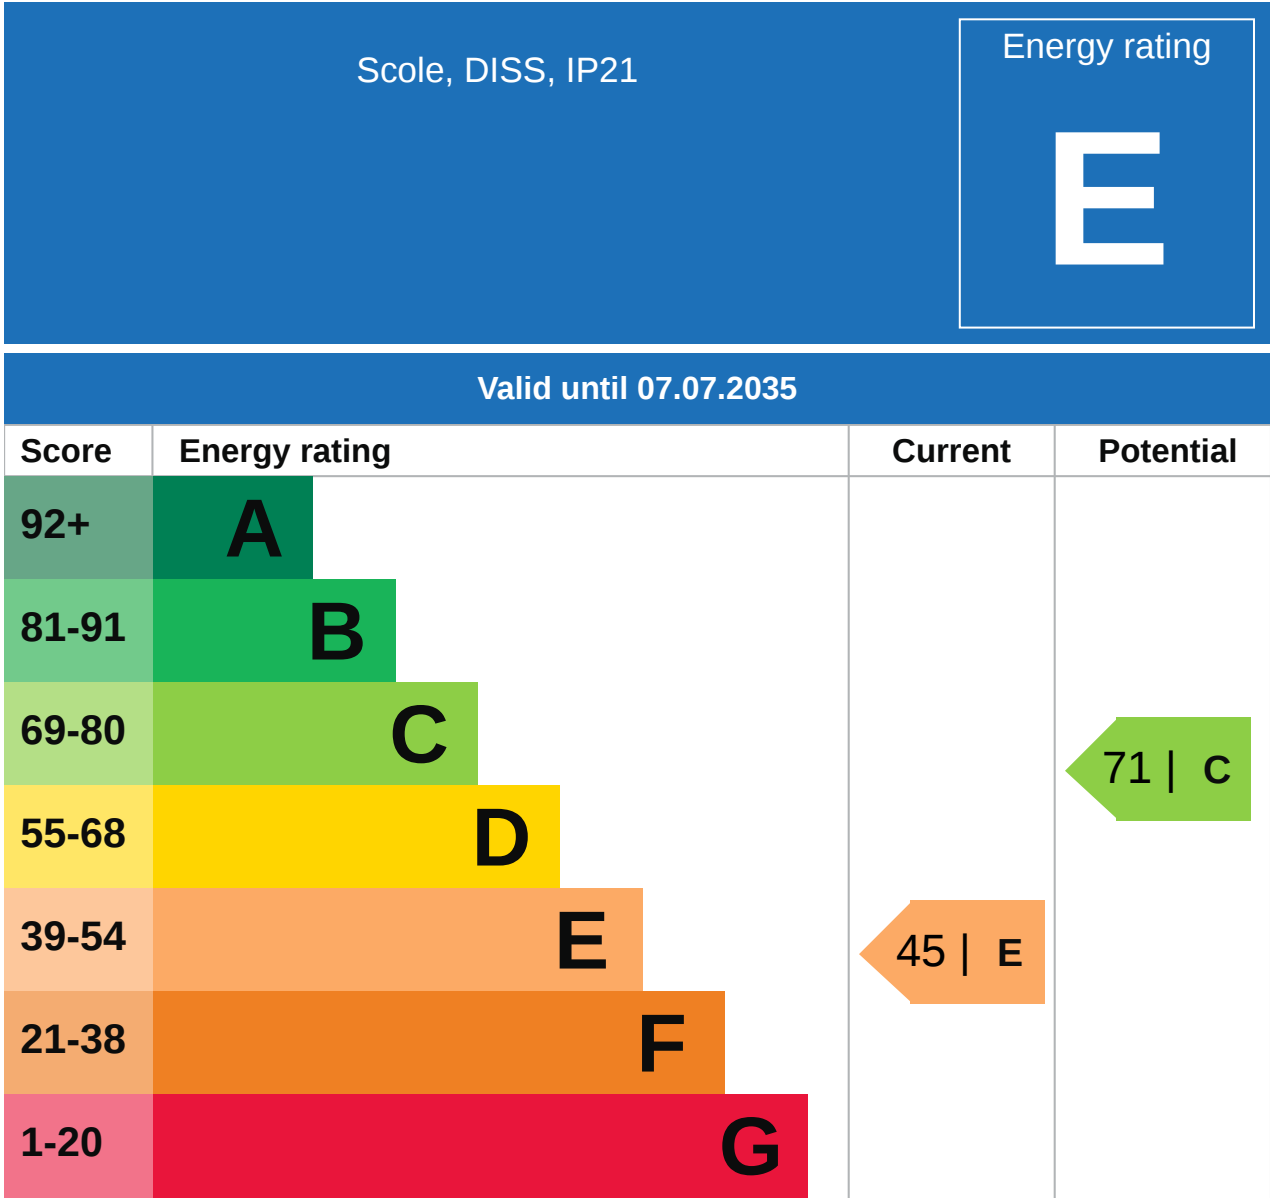 Scole, DISS, IP21
Energy rating
E
Valid until 07.07.2035
Score Energy rating Current Potential
92+ A
81-91 B
69-80 C
71 | C
55-68 D
39-54 E
45 | E
21-38 F
1-20 G